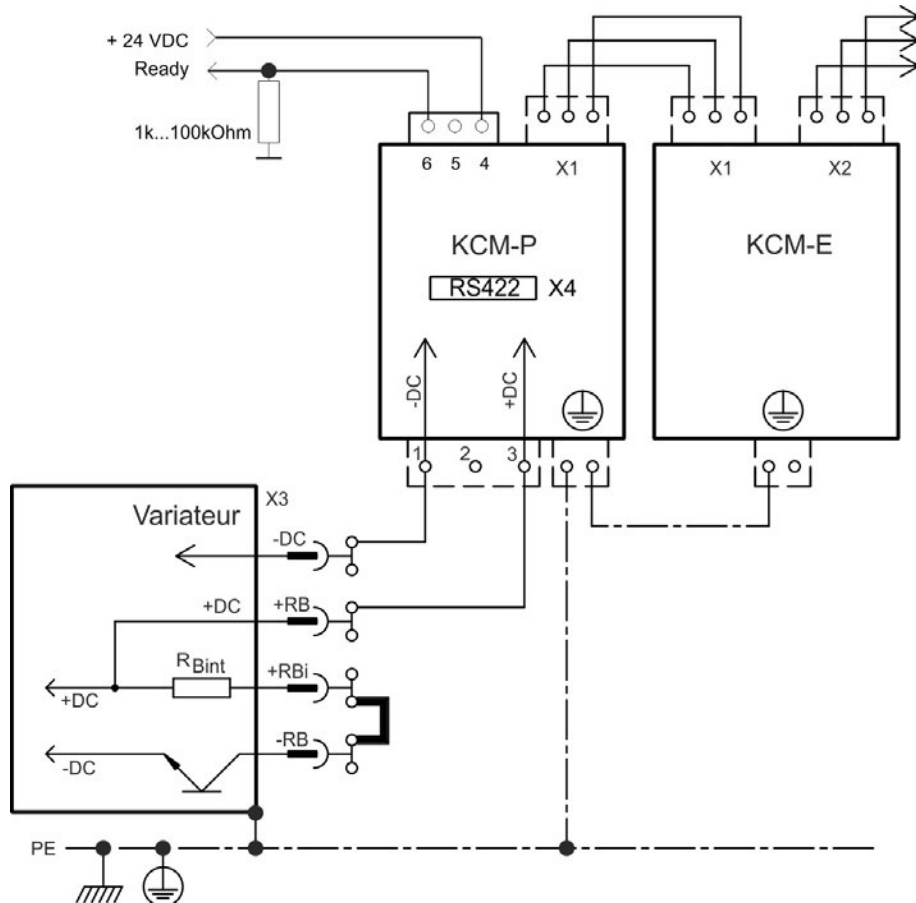 + 24 VDC
Ready
1k...100kOhm
6 5 4
X1
X1
X2
KCM-P
KCM-E
RS422
X4
-DC
+DC
1 2 3
Variateur
X3
-DC
+DC
+RB
RBint
+RBi
+DC
-RB
-DC
PE